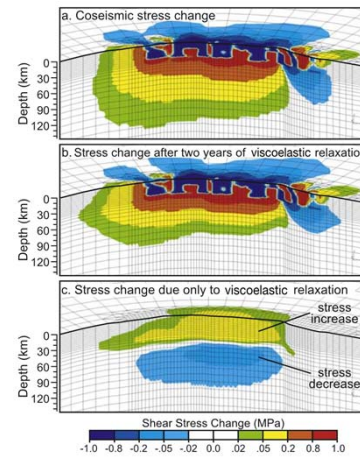 a. Coseismic stress change
Depth (km)
0
30
60
90
120
b. Stress change after two years of viscoelastic relaxation
Depth (km)
0
30
60
90
120
c. Stress change due only to viscoelastic relaxation
stress
increase
Depth (km)
0
30
60
90
120
stress
decrease
Shear Stress Change (MPa)
-1.0 -0.8 -0.2 -.05 -.02 0.0 .02 .05 0.2 0.8 1.0